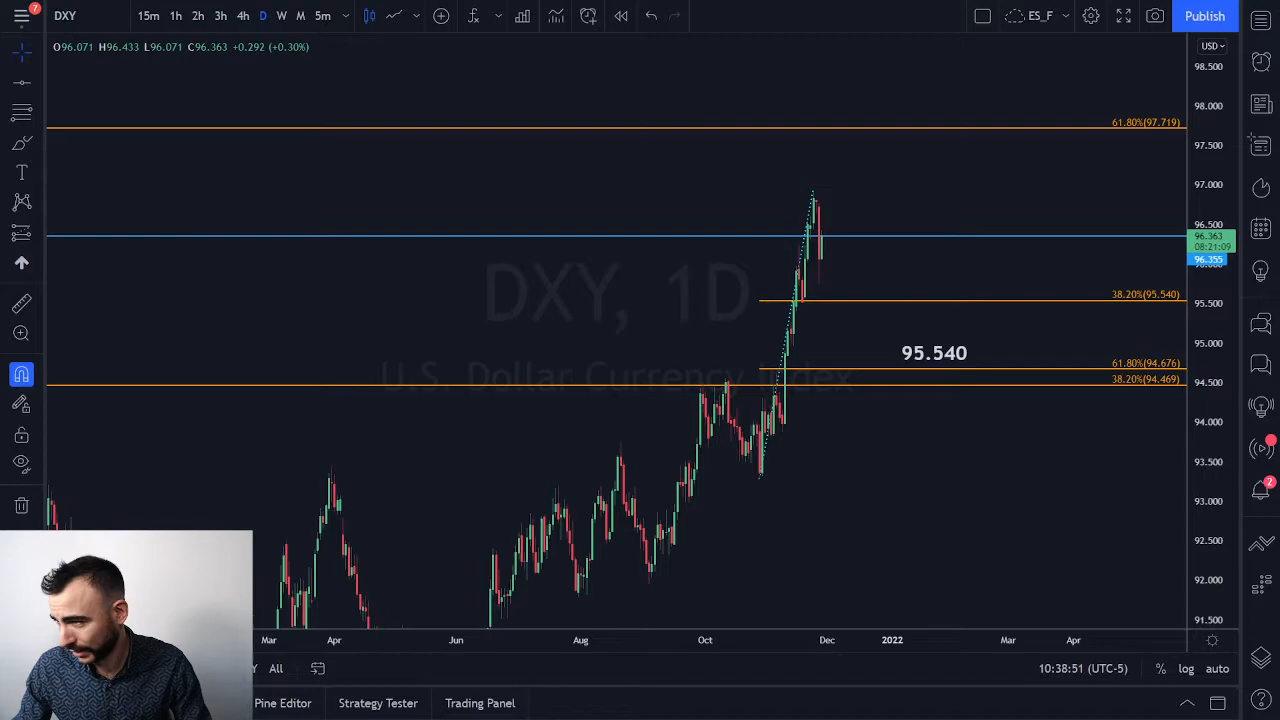 7
DXY
15m 1h 2h 3h 4h D W M 5m
ES_F
Publish
O96.071 H96.433 L96.071 C96.363 +0.292 (+0.30%)
USD
98.500
98.000
61.80%(97.719)
97.500
97.000
96.500
96.363
08:21:09
96.355
DXY, 1D
38.20%(95.540)
95.500
95.540
95.000
61.80%(94.676)
U.S. Dollar Currency Index
38.20%(94.469)
94.500
94.000
93.500
93.000
2
92.500
92.000
91.500
Mar Apr Jun Aug Oct Dec 2022 Mar Apr
All
10:38:51 (UTC-5)
% log auto
Pine Editor Strategy Tester Trading Panel